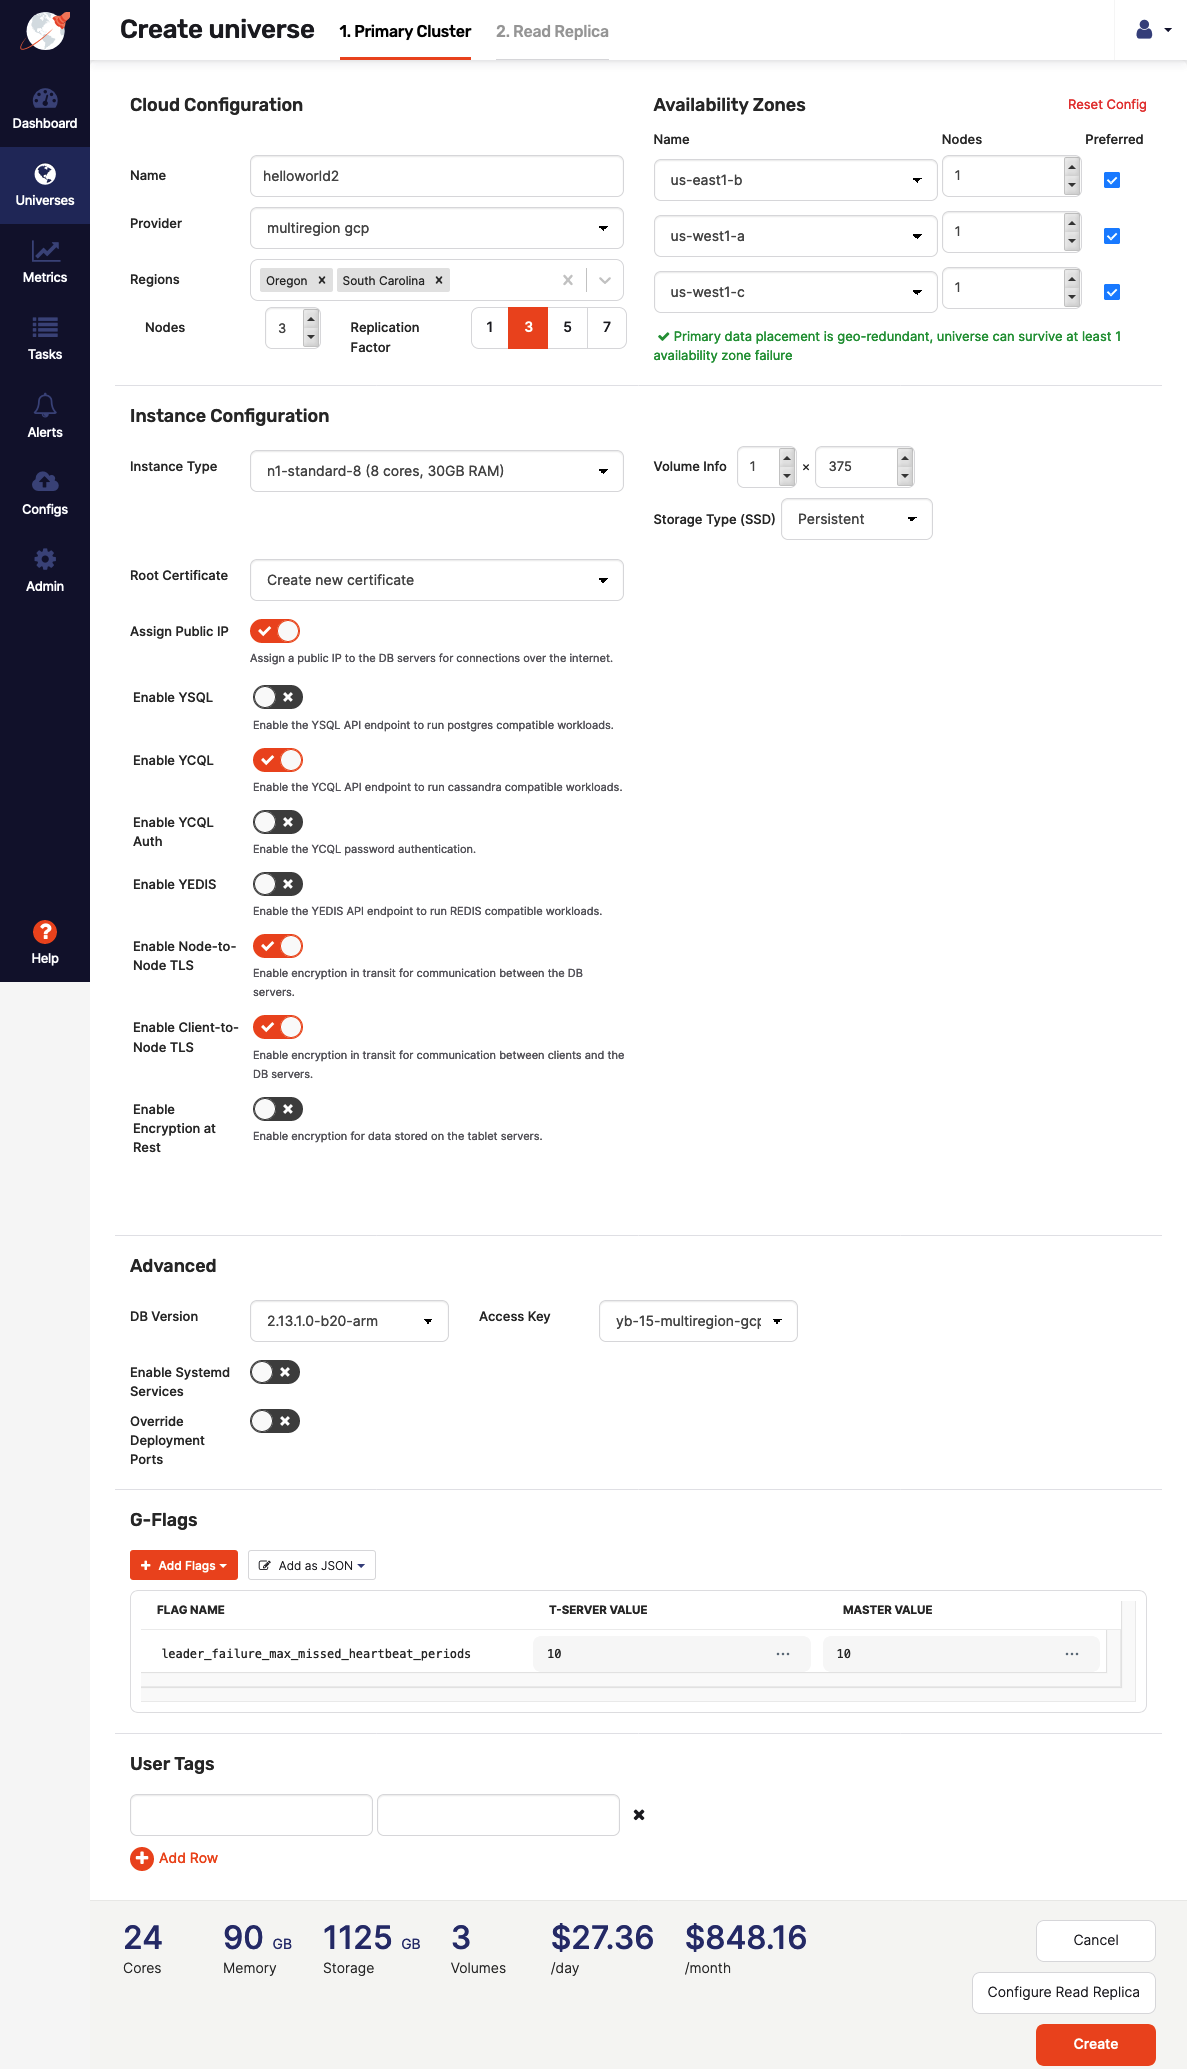 Create universe
1. Primary Cluster
2. Read Replica
Dashboard
Universes
Metrics
Tasks
Alerts
Configs
Admin
Help
Cloud Configuration
Name
helloworld2
Provider
multiregion gcp
Regions
Oregon ×
South Carolina ×
Nodes
3
Replication
Factor
1 3 5 7
Availability Zones
Reset Config
Name Nodes Preferred
us-east1-b 1
us-west1-a 1
us-west1-c 1
Primary data placement is geo-redundant, universe can survive at least 1
availability zone failure
Instance Configuration
Instance Type
n1-standard-8 (8 cores, 30GB RAM)
Volume Info 1 × 375
Storage Type (SSD) Persistent
Root Certificate
Create new certificate
Assign Public IP
Assign a public IP to the DB servers for connections over the internet.
Enable YSQL
Enable the YSQL API endpoint to run postgres compatible workloads.
Enable YCQL
Enable the YCQL API endpoint to run cassandra compatible workloads.
Enable YCQL
Auth
Enable the YCQL password authentication.
Enable YEDIS
Enable the YEDIS API endpoint to run REDIS compatible workloads.
Enable Node-to-
Node TLS
Enable encryption in transit for communication between the DB
servers.
Enable Client-to-
Node TLS
Enable encryption in transit for communication between clients and the
DB servers.
Enable
Encryption at
Rest
Enable encryption for data stored on the tablet servers.
Advanced
DB Version
2.13.1.0-b20-arm
Access Key
yb-15-multiregion-gcp
Enable Systemd
Services
Override
Deployment
Ports
G-Flags
+ Add Flags
Add as JSON
FLAG NAME T-SERVER VALUE MASTER VALUE
leader_failure_max_missed_heartbeat_periods 10 ... 10 ...
User Tags
Add Row
24
Cores
90 GB
Memory
1125 GB
Storage
3
Volumes
$27.36
/day
$848.16
/month
Cancel
Configure Read Replica
Create